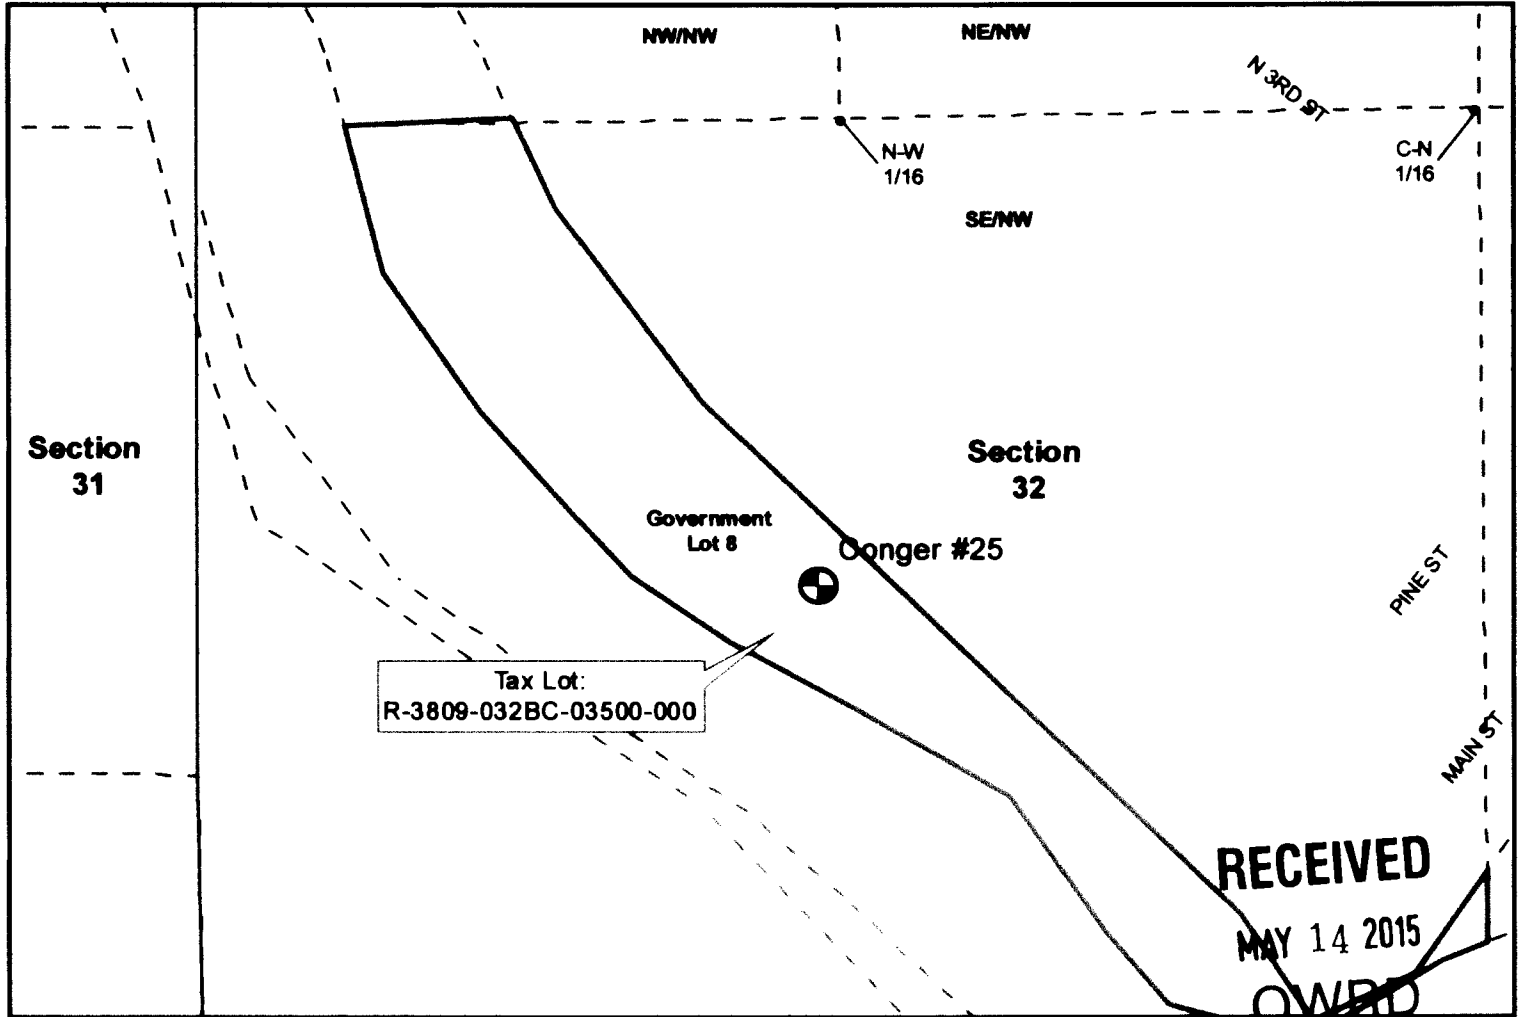 NW/NW
NE/NW
N 3RD ST
N-W
1/16
C-N
1/16
SE/NW
Section
31
Section
32
Government
Lot 8
Conger #25
PINE ST
Tax Lot:
R-3809-032BC-03500-000
MAIN ST
RECEIVED
MAY 14 2015
OWRD